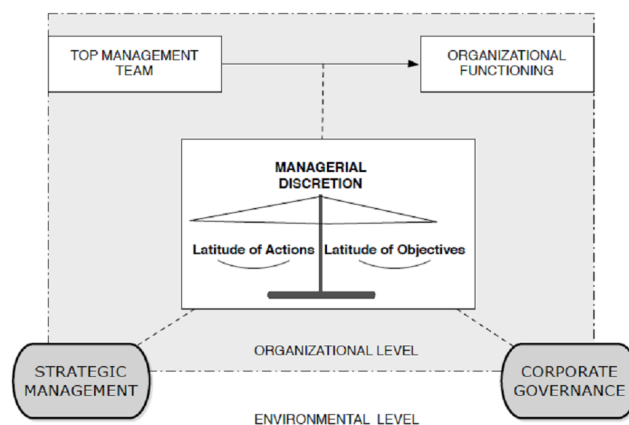 TOP MANAGEMENT
TEAM
ORGANIZATIONAL
FUNCTIONING
MANAGERIAL
DISCRETION
Latitude of Actions
Latitude of Objectives
ORGANIZATIONAL LEVEL
STRATEGIC
MANAGEMENT
CORPORATE
GOVERNANCE
ENVIRONMENTAL LEVEL